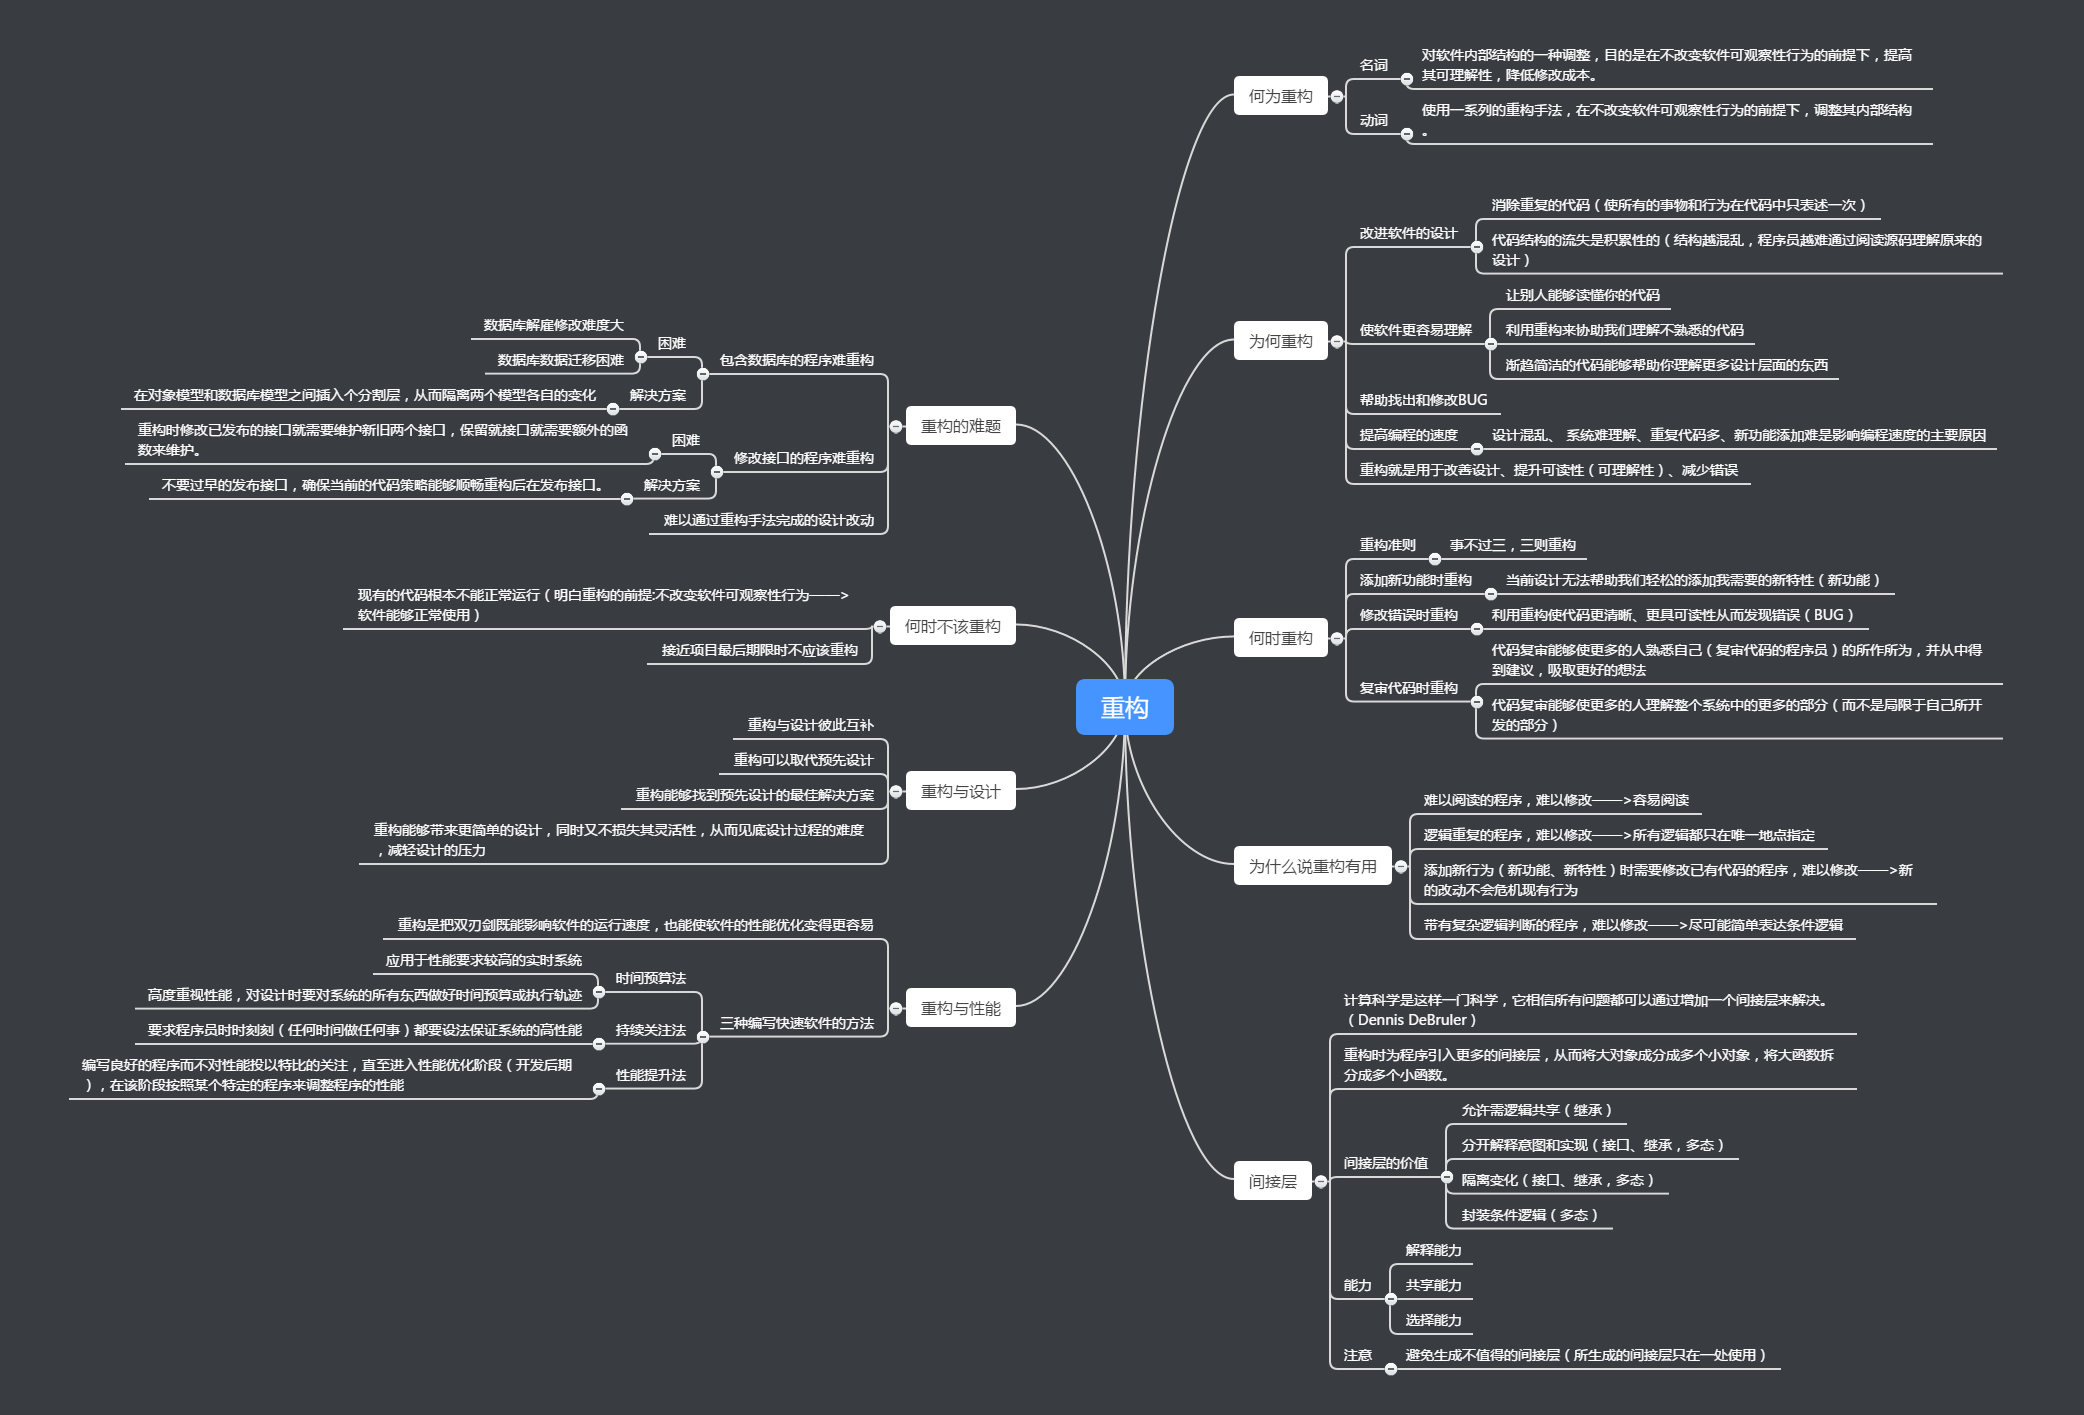 重构
何为重构
名词
对软件内部结构的一种调整，目的是在不改变软件可观察性行为的前提下，提高
其可理解性，降低修改成本。
动词
使用一系列的重构手法，在不改变软件可观察性行为的前提下，调整其内部结构
。
为何重构
改进软件的设计
消除重复的代码（使所有的事物和行为在代码中只表述一次）
代码结构的流失是积累性的（结构越混乱，程序员越难通过阅读源码理解原来的
设计）
使软件更容易理解
让别人能够读懂你的代码
利用重构来协助我们理解不熟悉的代码
渐趋简洁的代码能够帮助你理解更多设计层面的东西
帮助找出和修改BUG
提高编程的速度
设计混乱、 系统难理解、重复代码多、新功能添加难是影响编程速度的主要原因
重构就是用于改善设计、提升可读性（可理解性）、减少错误
何时重构
重构准则
事不过三，三则重构
添加新功能时重构
当前设计无法帮助我们轻松的添加我需要的新特性（新功能）
修改错误时重构
利用重构使代码更清晰、更具可读性从而发现错误（BUG）
复审代码时重构
代码复审能够使更多的人熟悉自己（复审代码的程序员）的所作所为，并从中得
到建议，吸取更好的想法
代码复审能够使更多的人理解整个系统中的更多的部分（而不是局限于自己所开
发的部分）
为什么说重构有用
难以阅读的程序，难以修改——>容易阅读
逻辑重复的程序，难以修改——>所有逻辑都只在唯一地点指定
添加新行为（新功能、新特性）时需要修改已有代码的程序，难以修改——>新
的改动不会危机现有行为
带有复杂逻辑判断的程序，难以修改——>尽可能简单表达条件逻辑
间接层
计算科学是这样一门科学，它相信所有问题都可以通过增加一个间接层来解决。
（Dennis DeBruler）
重构时为程序引入更多的间接层，从而将大对象成分成多个小对象，将大函数拆
分成多个小函数。
间接层的价值
允许需逻辑共享（继承）
分开解释意图和实现（接口、继承，多态）
隔离变化（接口、继承，多态）
封装条件逻辑（多态）
能力
解释能力
共享能力
选择能力
注意
避免生成不值得的间接层（所生成的间接层只在一处使用）
重构的难题
包含数据库的程序难重构
困难
数据库解雇修改难度大
数据库数据迁移困难
解决方案
在对象模型和数据库模型之间插入个分割层，从而隔离两个模型各自的变化
修改接口的程序难重构
困难
重构时修改已发布的接口就需要维护新旧两个接口，保留就接口就需要额外的函
数来维护。
解决方案
不要过早的发布接口，确保当前的代码策略能够顺畅重构后在发布接口。
难以通过重构手法完成的设计改动
何时不该重构
现有的代码根本不能正常运行（明白重构的前提:不改变软件可观察性行为——>
软件能够正常使用）
接近项目最后期限时不应该重构
重构与设计
重构与设计彼此互补
重构可以取代预先设计
重构能够找到预先设计的最佳解决方案
重构能够带来更简单的设计，同时又不损失其灵活性，从而见底设计过程的难度
，减轻设计的压力
重构与性能
重构是把双刃剑既能影响软件的运行速度，也能使软件的性能优化变得更容易
三种编写快速软件的方法
时间预算法
应用于性能要求较高的实时系统
高度重视性能，对设计时要对系统的所有东西做好时间预算或执行轨迹
持续关注法
要求程序员时时刻刻（任何时间做任何事）都要设法保证系统的高性能
性能提升法
编写良好的程序而不对性能投以特比的关注，直至进入性能优化阶段（开发后期
），在该阶段按照某个特定的程序来调整程序的性能